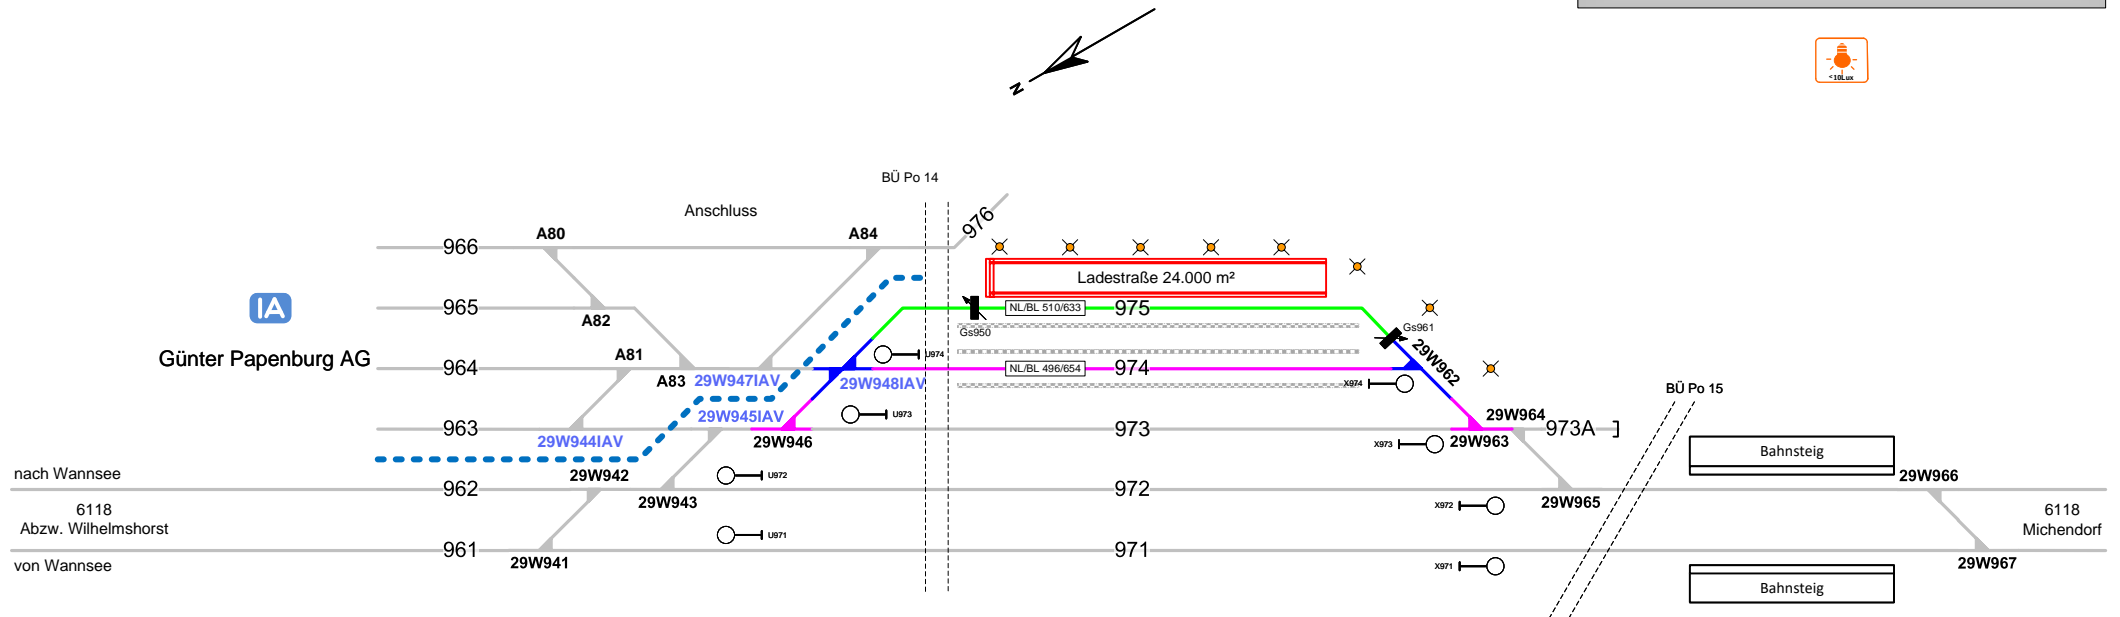 <10Lux
N
BÜ Po 14
Anschluss
976
A80
A84
966
Ladestraße 24.000 m²
IA
965
A82
NL/BL 510/633
975
Gs950
Gs961
Günter Papenburg AG
A81
U974
964
A83
29W947IAV
29W948IAV
NL/BL 496/654
974
X974
29W962
BÜ Po 15
29W945IAV
U973
29W964
963
29W944IAV
29W946
973
X973
29W963
973A
Bahnsteig
nach Wannsee
29W942
U972
29W966
962
29W943
972
X972
29W965
6118
Abzw. Wilhelmshorst
6118
Michendorf
U971
961
971
von Wannsee
29W941
X971
29W967
Bahnsteig